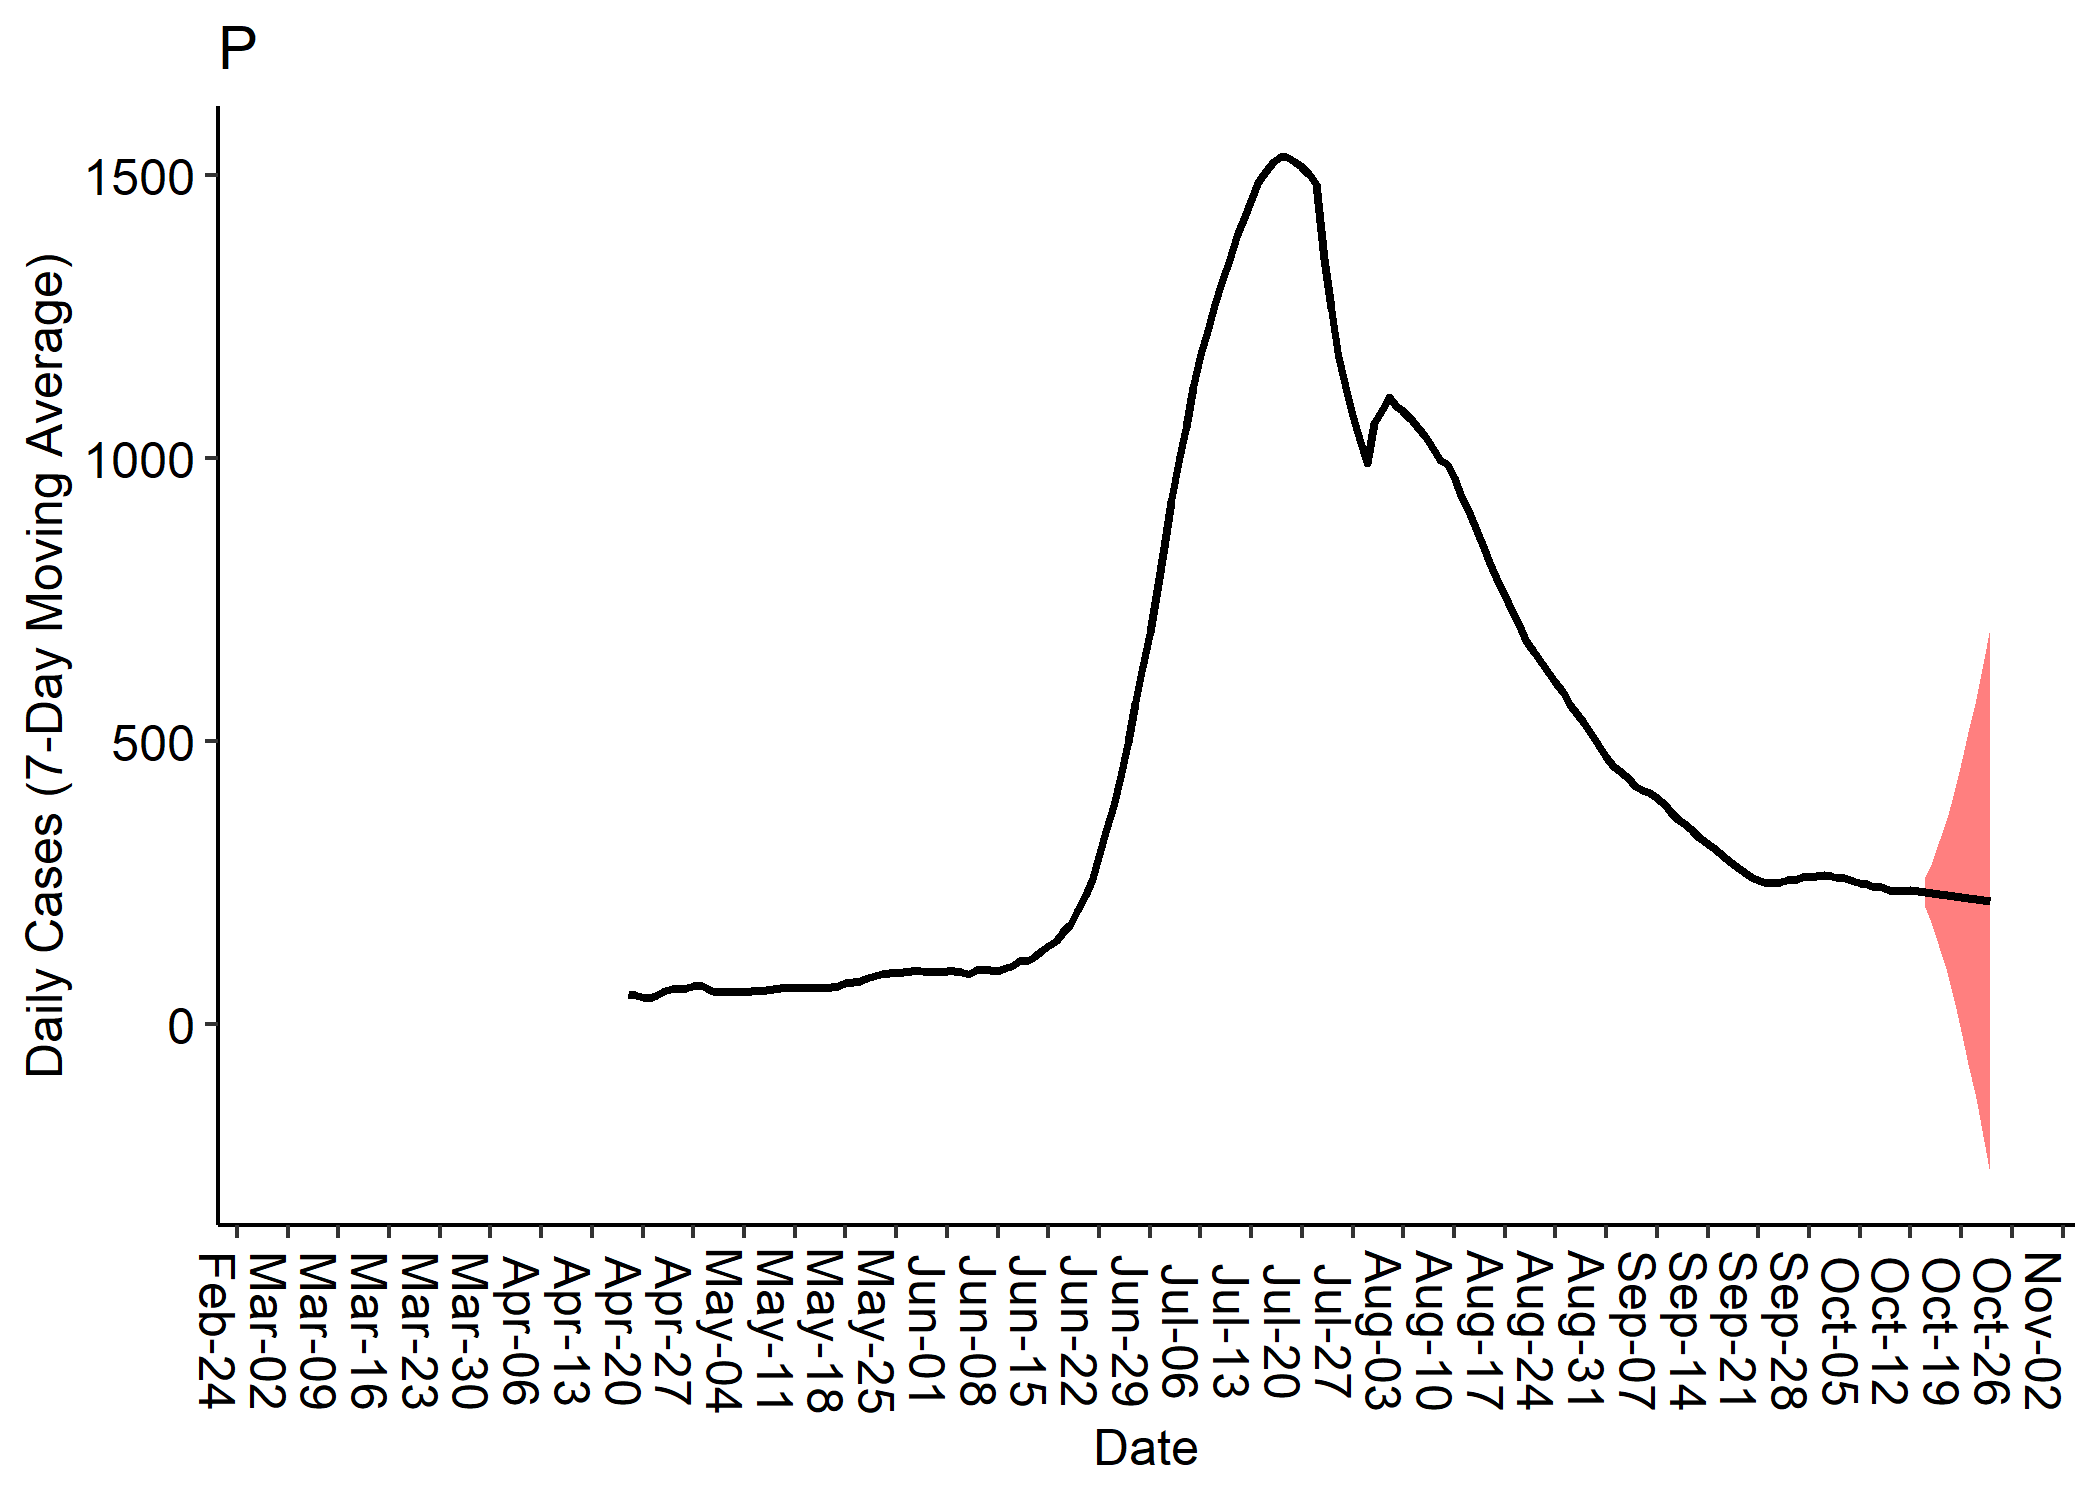 P
Daily Cases (7-Day Moving Average)
1500
1000
500
0
Feb-24
Mar-02
Mar-09
Mar-16
Mar-23
Mar-30
Apr-06
Apr-13
Apr-20
Apr-27
May-04
May-11
May-18
May-25
Jun-01
Jun-08
Jun-15
Jun-22
Jun-29
Jul-06
Jul-13
Jul-20
Jul-27
Aug-03
Aug-10
Aug-17
Aug-24
Aug-31
Sep-07
Sep-14
Sep-21
Sep-28
Oct-05
Oct-12
Oct-19
Oct-26
Nov-02
Date